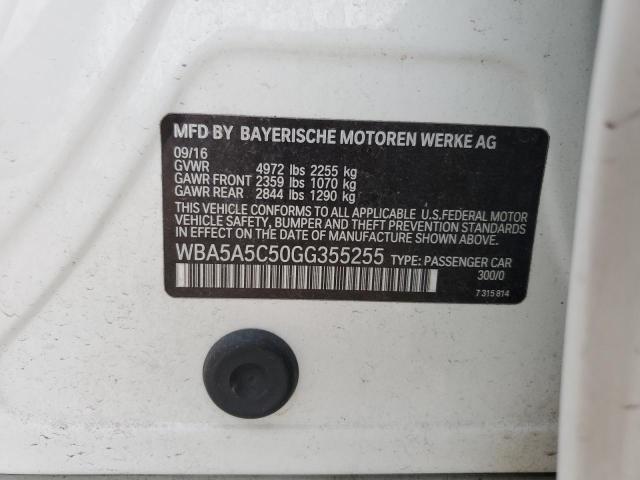 MFD BY BAYERISCHE MOTOREN WERKE AG
09/16
GVWR 4972 lbs 2255 kg
GAWR FRONT 2359 lbs 1070 kg
GAWR REAR 2844 lbs 1290 kg
THIS VEHICLE CONFORMS TO ALL APPLICABLE U.S.FEDERAL MOTOR
VEHICLE SAFETY, BUMPER AND THEFT PREVENTION STANDARDS
IN EFFECT ON THE DATE OF MANUFACTURE SHOWN ABOVE.
WBA5A5C50GG355255 TYPE: PASSENGER CAR
300/0
7 315 814